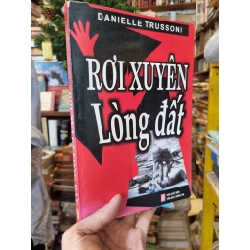 DANIELLE TRUSSONI
RƠI XUYÊN
Lòng đất